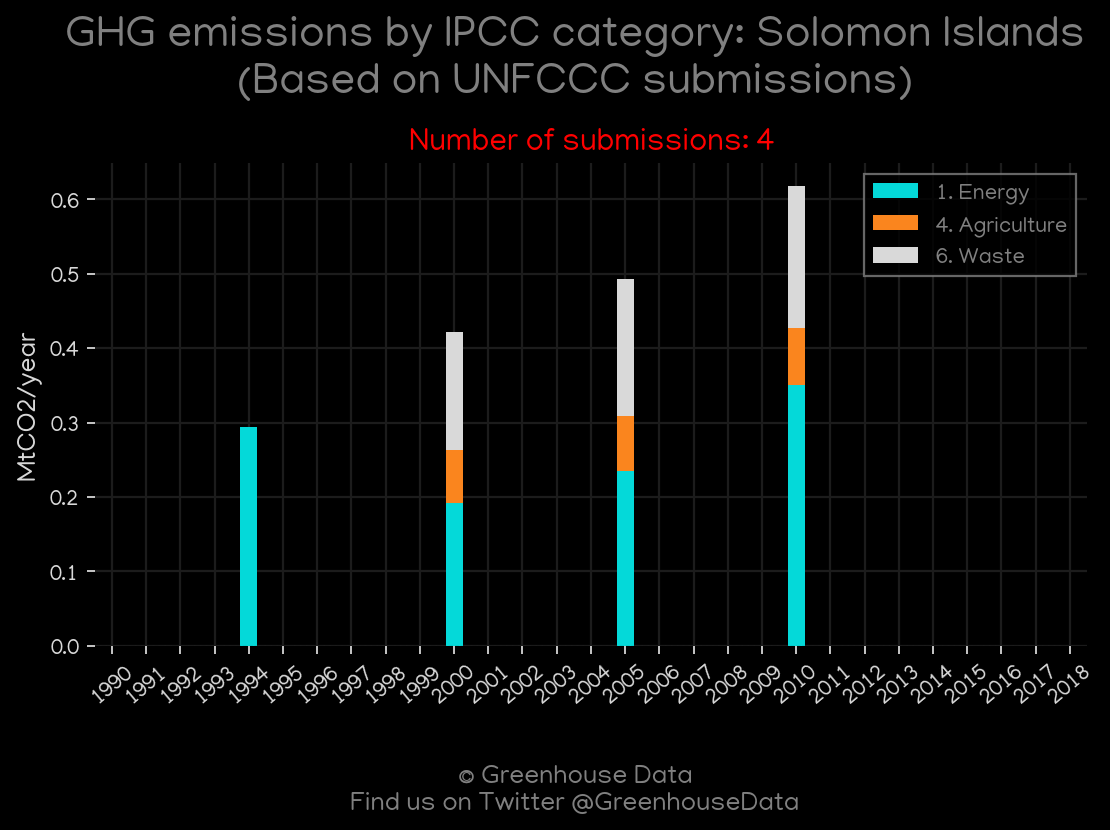 GHG emissions by IPCC category: Solomon Islands
(Based on UNFCCC submissions)
Number of submissions: 4
1. Energy
4. Agriculture
6. Waste
MtCO2/year
0.6
0.5
0.4
0.3
0.2
0.1
0.0
1990 1991 1992 1993 1994 1995 1996 1997 1998 1999 2000 2001 2002 2003 2004 2005 2006 2007 2008 2009 2010 2011 2012 2013 2014 2015 2016 2017 2018
© Greenhouse Data
Find us on Twitter @GreenhouseData